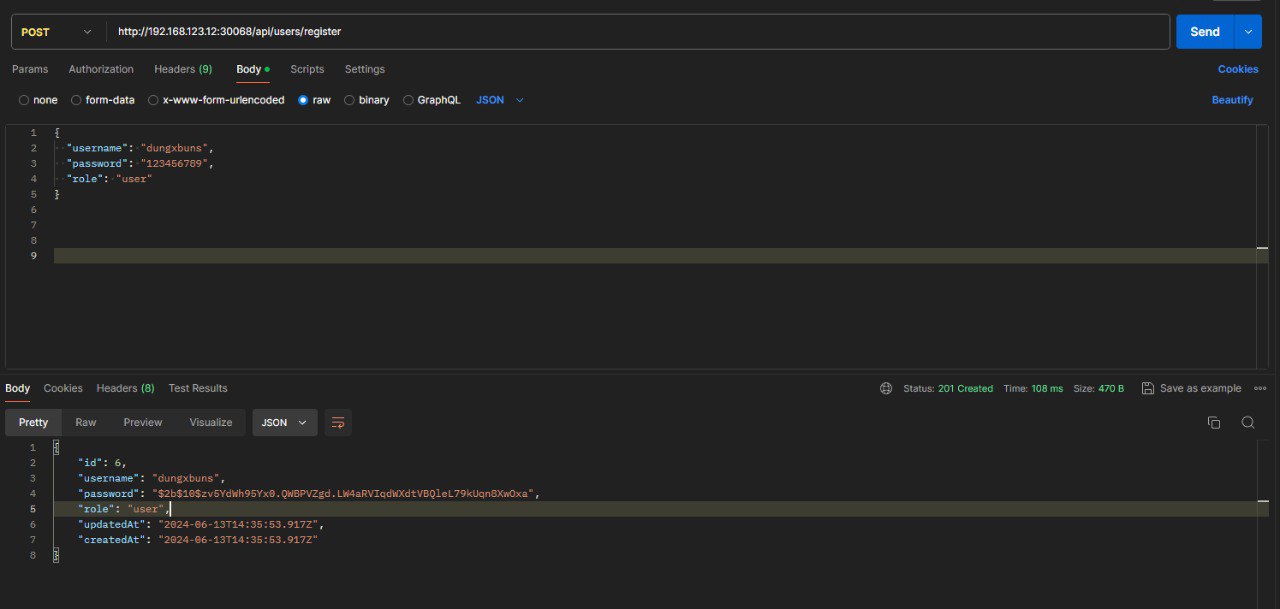 POST http://192.168.123.12:30068/api/users/register Send
Params Authorization Headers (9) Body Scripts Settings Cookies
none form-data x-www-form-urlencoded raw binary GraphQL JSON Beautify
1 {
2 "username": "dungxbuns",
3 "password": "123456789",
4 "role": "user"
5 }
6
7
8
9
Body Cookies Headers (8) Test Results Status: 201 Created Time: 108 ms Size: 470 B Save as example
Pretty Raw Preview Visualize JSON
1 {
2 "id": 6,
3 "username": "dungxbuns",
4 "password": "$2b$10$zv5YdWh95Yx0.QWBPVZgd.LW4aRVIqdWXdtVBQleL79kUqn8XwOxa",
5 "role": "user",
6 "updatedAt": "2024-06-13T14:35:53.917Z",
7 "createdAt": "2024-06-13T14:35:53.917Z"
8 }